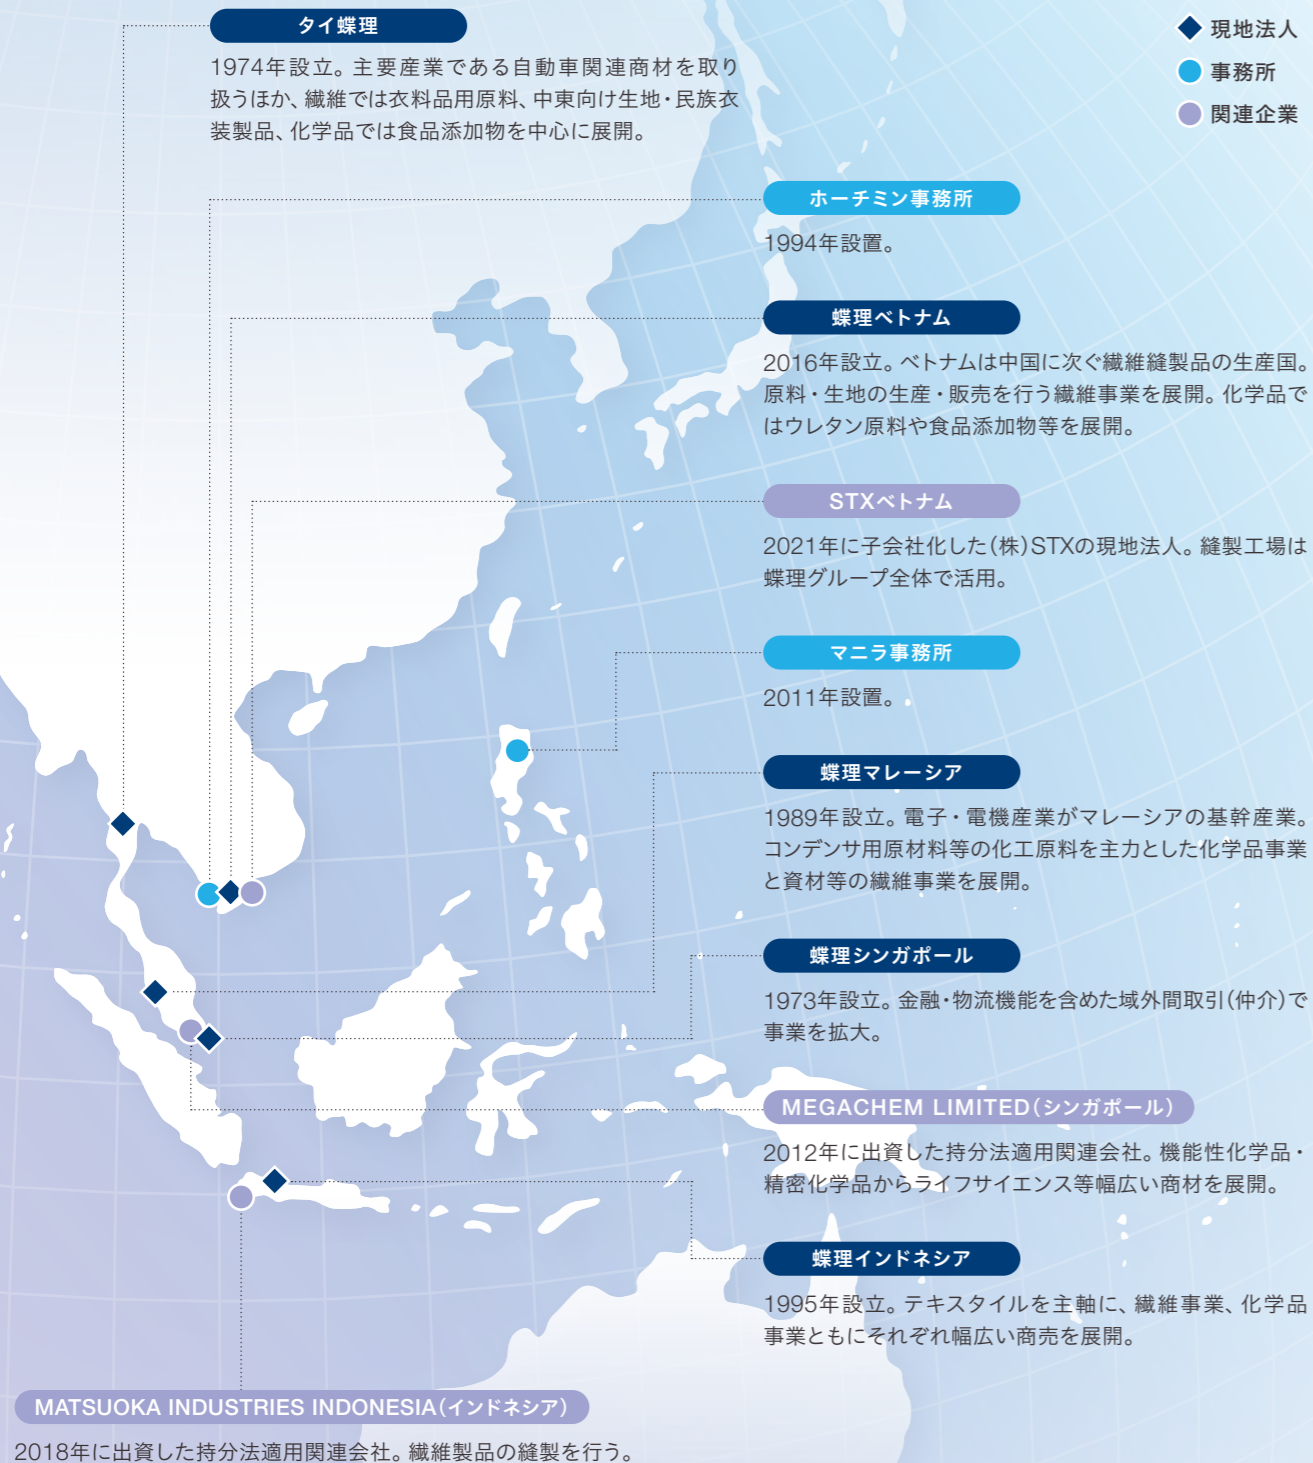 タイ蝶理
1974年設立。主要産業である自動車関連商材を取り
扱うほか、繊維では衣料品用原料、中東向け生地・民族衣
装製品、化学品では食品添加物を中心に展開。
現地法人
事務所
関連企業
ホーチミン事務所
1994年設置。
蝶理ベトナム
2016年設立。ベトナムは中国に次ぐ繊維縫製品の生産国。
原料・生地の生産・販売を行う繊維事業を展開。化学品で
はウレタン原料や食品添加物等を展開。
STXベトナム
2021年に子会社化した(株)STXの現地法人。縫製工場は
蝶理グループ全体で活用。
マニラ事務所
2011年設置。
蝶理マレーシア
1989年設立。電子・電機産業がマレーシアの基幹産業。
コンデンサ用原材料等の化工原料を主力とした化学品事業
と資材等の繊維事業を展開。
蝶理シンガポール
1973年設立。金融・物流機能を含めた域外間取引(仲介)で
事業を拡大。
MEGACHEM LIMITED(シンガポール)
2012年に出資した持分法適用関連会社。機能性化学品・
精密化学品からライフサイエンス等幅広い商材を展開。
蝶理インドネシア
1995年設立。テキスタイルを主軸に、繊維事業、化学品
事業ともにそれぞれ幅広い商売を展開。
MATSUOKA INDUSTRIES INDONESIA(インドネシア)
2018年に出資した持分法適用関連会社。繊維製品の縫製を行う。